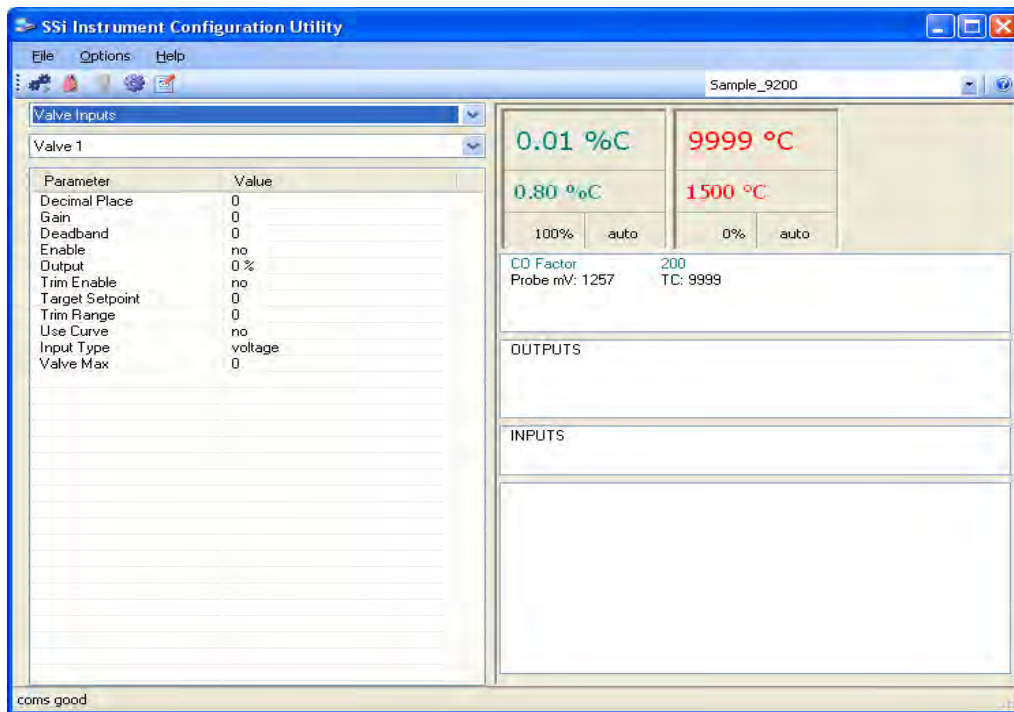 SSi Instrument Configuration Utility
File Options Help
Sample_9200
Valve Inputs
Valve 1
Parameter Value
Decimal Place 0
Gain 0
Deadband 0
Enable no
Output 0 %
Trim Enable no
Target Setpoint 0
Trim Range 0
Use Curve no
Input Type voltage
Valve Max 0
0.01 %C
0.80 %C
100% auto
9999 °C
1500 °C
0% auto
CO Factor 200
Probe mV: 1257 TC: 9999
OUTPUTS
INPUTS
coms good